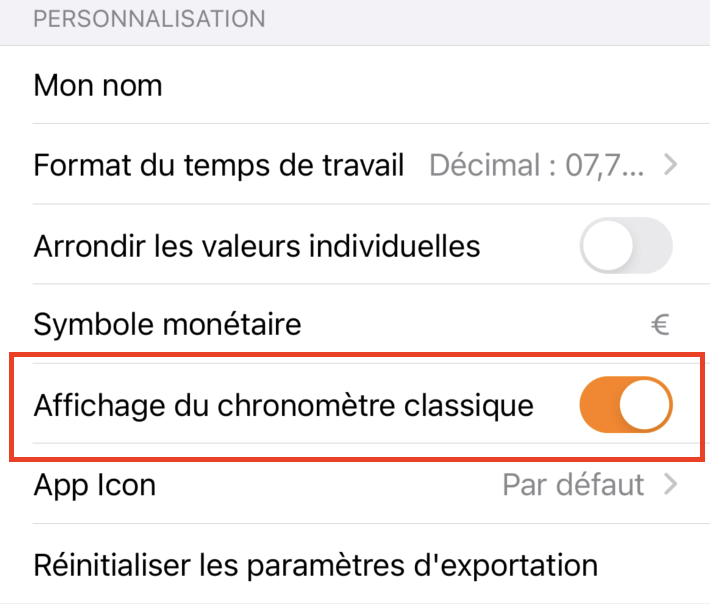 PERSONNALISATION
Mon nom
Format du temps de travail Décimal : 07,7...
Arrondir les valeurs individuelles
Symbole monétaire €
Affichage du chronomètre classique
App Icon Par défaut
Réinitialiser les paramètres d'exportation